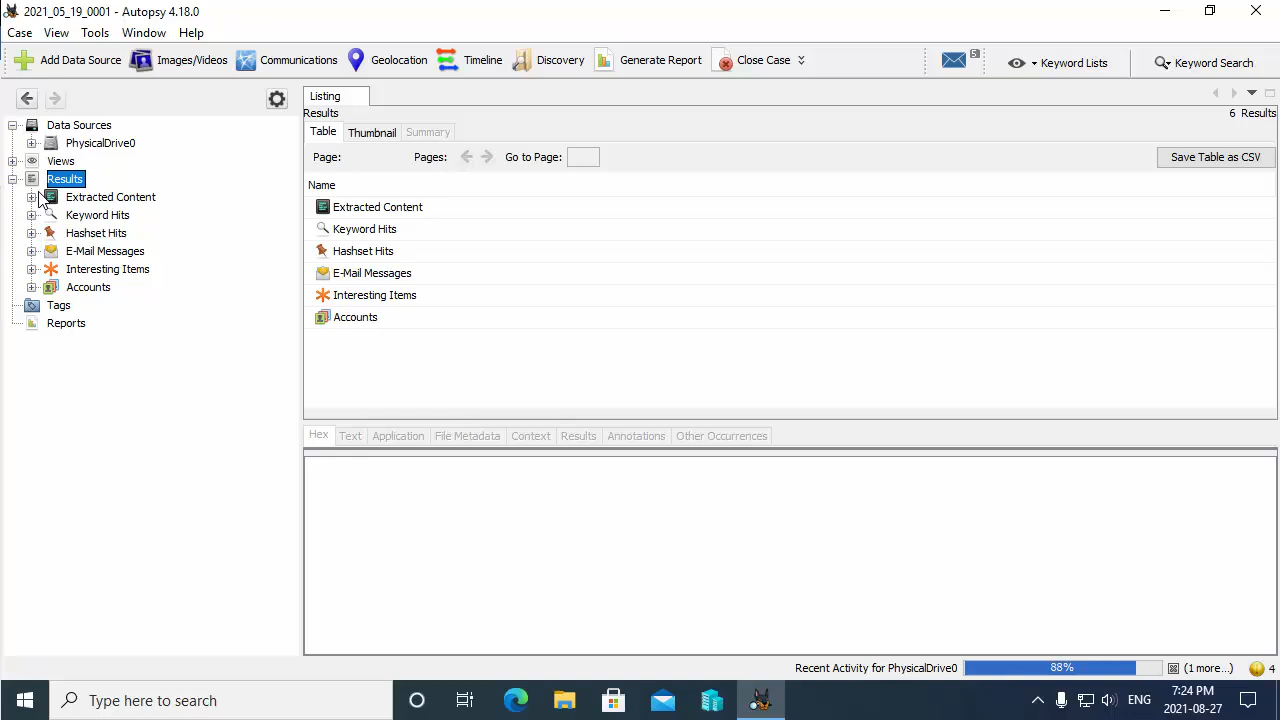 2021_05_19_0001 - Autopsy 4.18.0
Case View Tools Window Help
Add Data Source Images/Videos Communications Geolocation Timeline Discovery Generate Report Close Case 5 Keyword Lists Keyword Search
Listing
Results 6 Results
Table Thumbnail Summary
Page: Pages: Go to Page: Save Table as CSV
Name
Extracted Content
Keyword Hits
Hashset Hits
E-Mail Messages
Interesting Items
Accounts
Data Sources
PhysicalDrive0
Views
Results
Extracted Content
Keyword Hits
Hashset Hits
E-Mail Messages
Interesting Items
Accounts
Tags
Reports
Hex Text Application File Metadata Context Results Annotations Other Occurrences
Recent Activity for PhysicalDrive0 88% (1 more...) 4
Type here to search
ENG
7:24 PM
2021-08-27